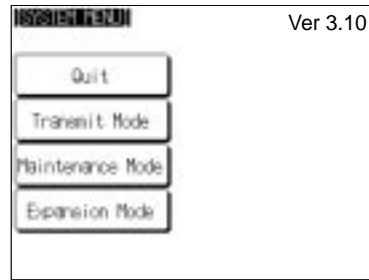 [SYSTEM MENU]
Ver 3.10
Quit
Transmit Mode
Maintenance Mode
Expansion Mode